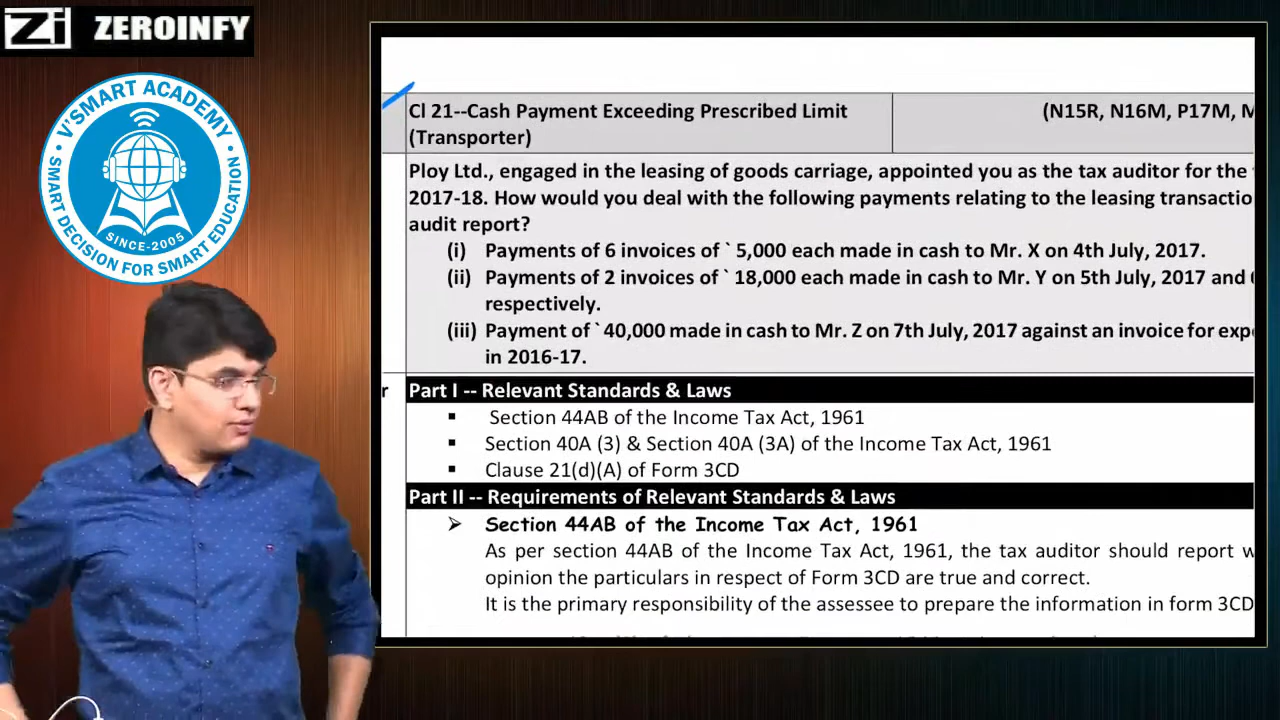 Zi ZEROINFY
V'SMART ACADEMY
SINCE-2005
SMART DECISION FOR SMART EDUCATION
Cl 21--Cash Payment Exceeding Prescribed Limit
(Transporter)
(N15R, N16M, P17M, M
Ploy Ltd., engaged in the leasing of goods carriage, appointed you as the tax auditor for the
2017-18. How would you deal with the following payments relating to the leasing transactio
audit report?
(i) Payments of 6 invoices of ` 5,000 each made in cash to Mr. X on 4th July, 2017.
(ii) Payments of 2 invoices of ` 18,000 each made in cash to Mr. Y on 5th July, 2017 and
respectively.
(iii) Payment of ` 40,000 made in cash to Mr. Z on 7th July, 2017 against an invoice for exp
in 2016-17.
r Part I -- Relevant Standards & Laws
▪ Section 44AB of the Income Tax Act, 1961
▪ Section 40A (3) & Section 40A (3A) of the Income Tax Act, 1961
▪ Clause 21(d)(A) of Form 3CD
Part II -- Requirements of Relevant Standards & Laws
➢ Section 44AB of the Income Tax Act, 1961
As per section 44AB of the Income Tax Act, 1961, the tax auditor should report w
opinion the particulars in respect of Form 3CD are true and correct.
It is the primary responsibility of the assessee to prepare the information in form 3CD